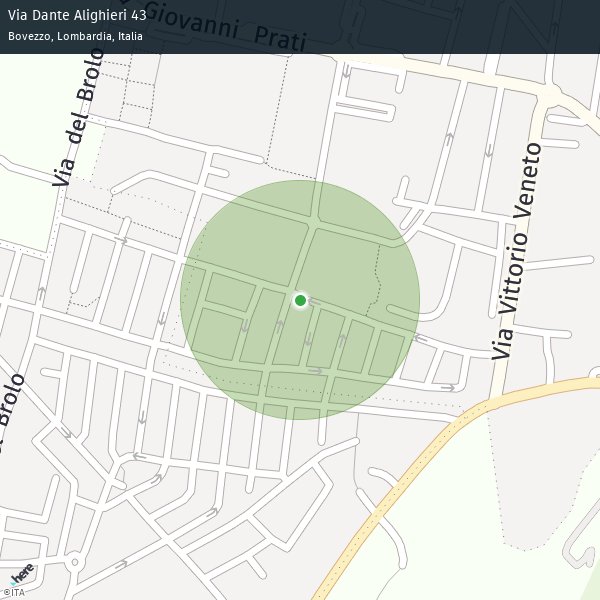 Via Dante Alighieri 43
Bovezzo, Lombardia, Italia
Giovanni Prati
Via del Brolo
Via Vittorio Veneto
Brolo
here
©ITA